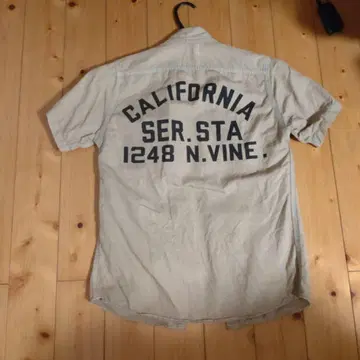 CALIFORNIA
SER. STA
1248 N. VINE.